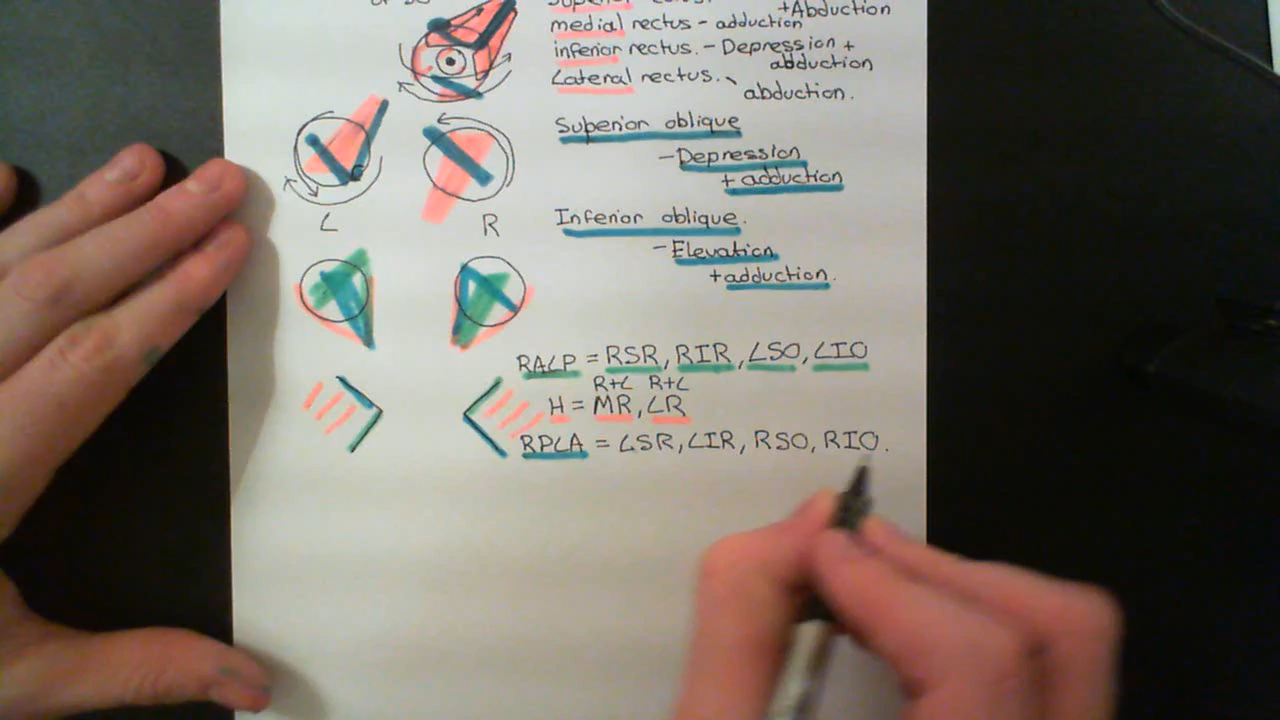 +Abduction
medial rectus - adduction
inferior rectus. - Depression +
abduction
Lateral rectus.
abduction.
Superior oblique
- Depression
+ adduction
L R
Inferior oblique.
- Elevation
+adduction.
RALP = RSR, RIR, LSO, LIO
R+L R+L
H = MR, LR
RPLA = LSR, LIR, RSO, RIO.